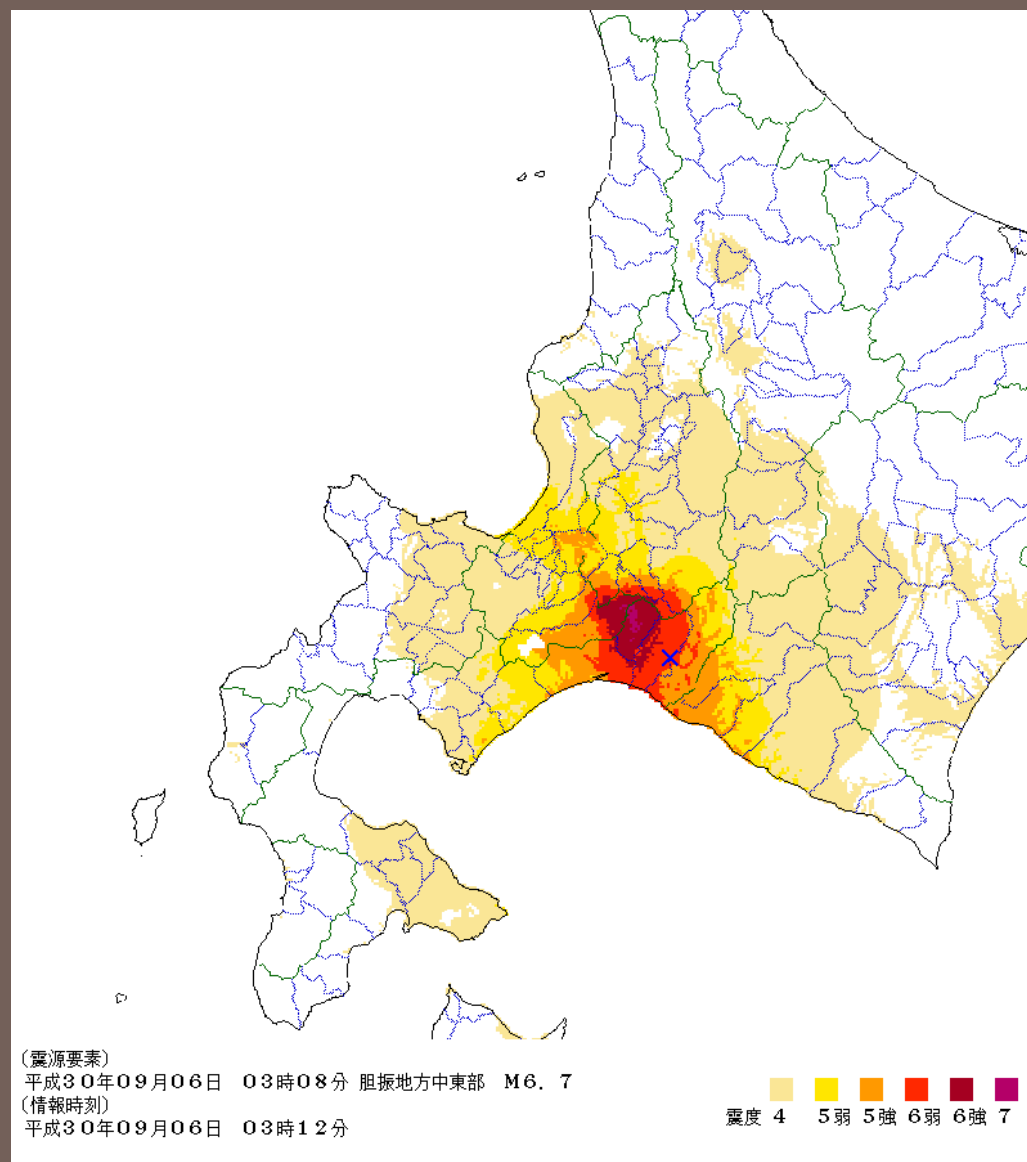 (震源要素)
平成30年09月06日　03時08分 胆振地方中東部　M6．7
(情報時刻)
平成30年09月06日　03時12分
震度 4　5弱 5強 6弱 6強 7